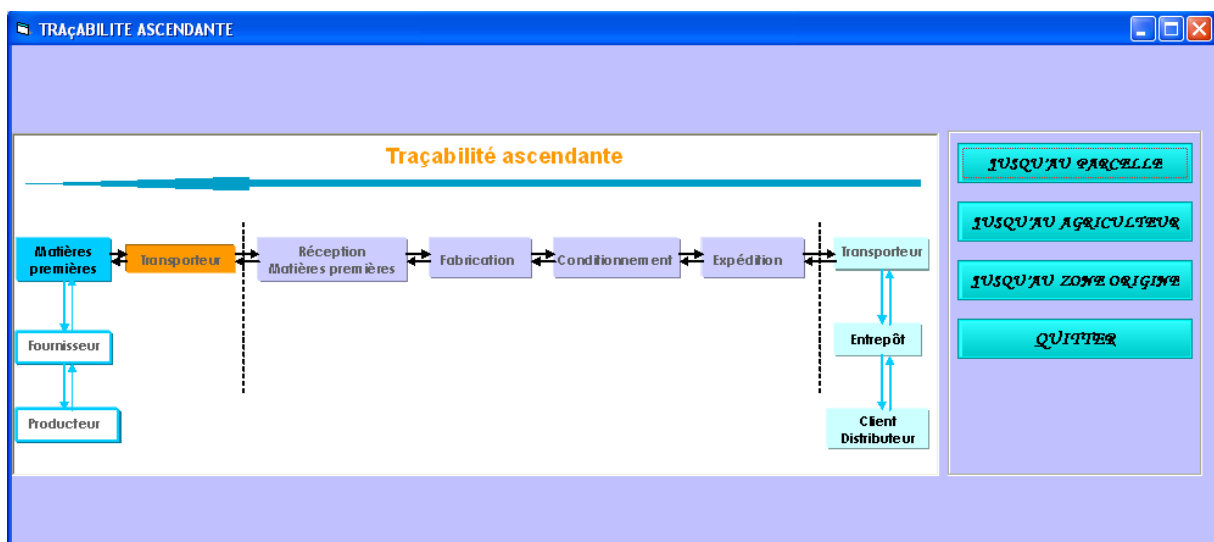 TRAçABILITE ASCENDANTE
Traçabilité ascendante
Matières
premières
Transporteur
Réception
Matières premières
Fabrication
Conditionnement
Expédition
Transporteur
Fournisseur
Entrepôt
Producteur
Client
Distributeur
JUSQU'AU PARCELLE
JUSQU'AU AGRICULTEUR
JUSQU'AU ZONE ORIGINE
QUITTER